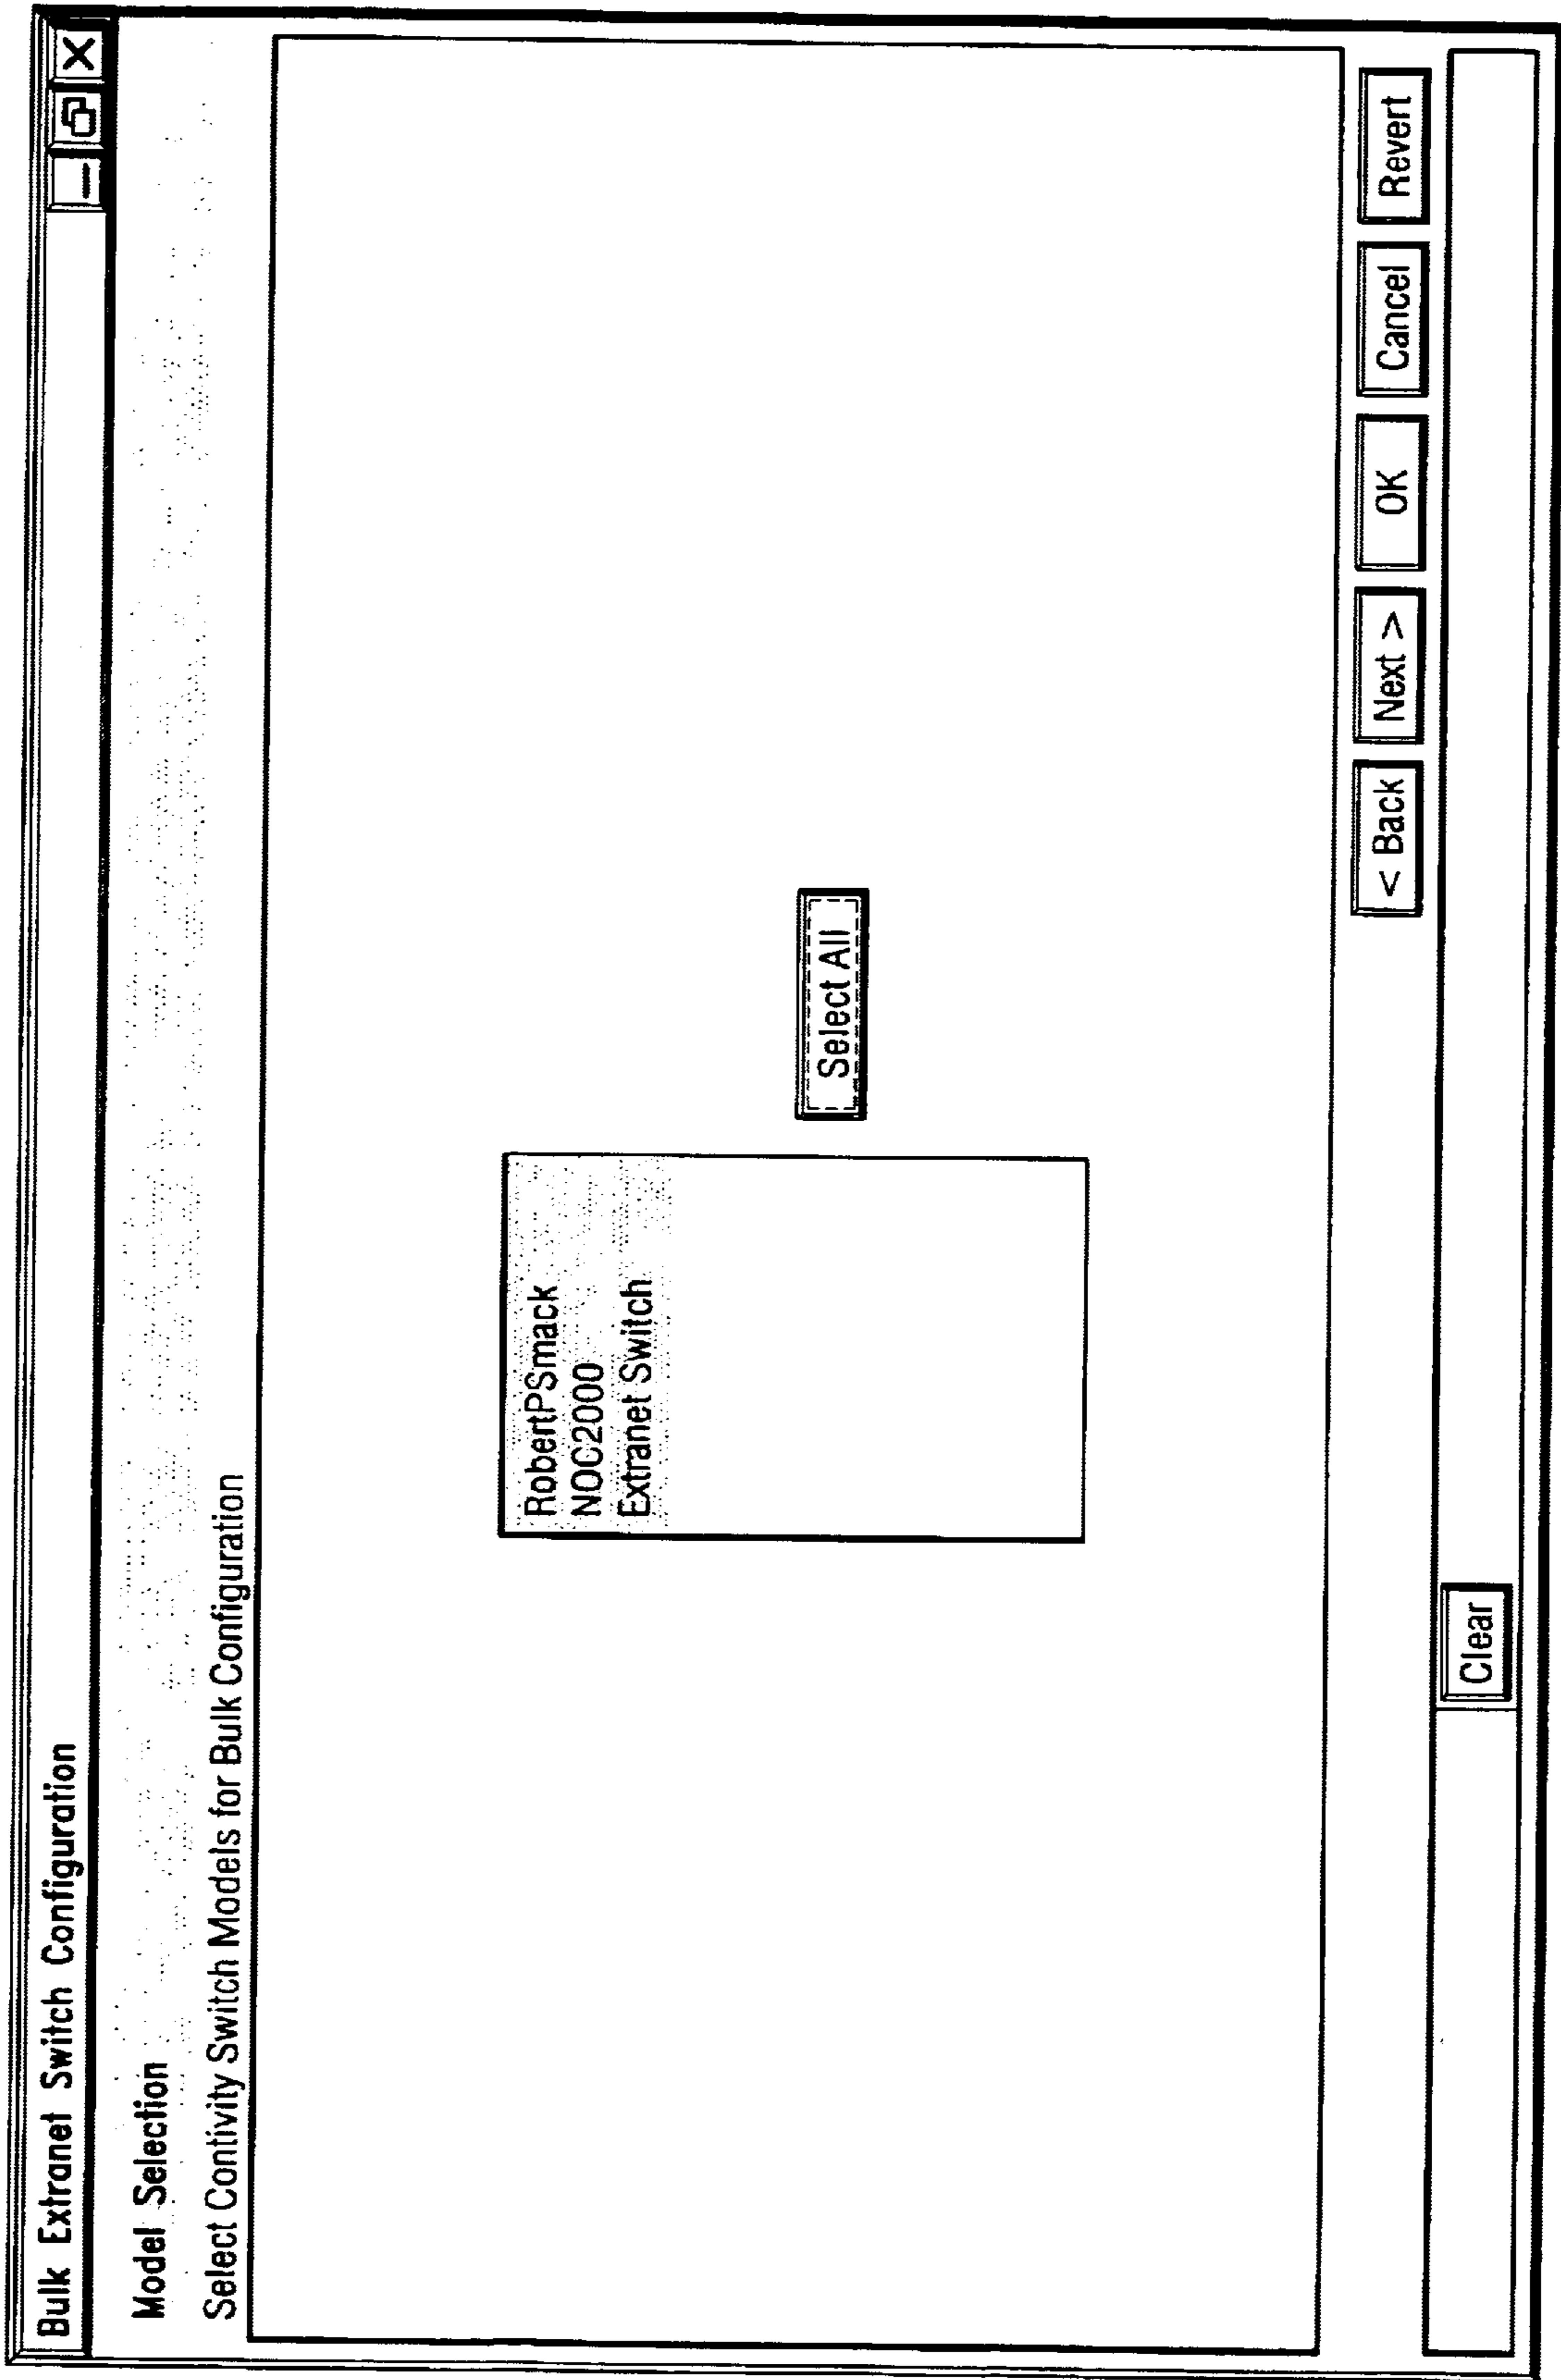 Bulk Extranet Switch Configuration
Model Selection
Select Contivity Switch Models for Bulk Configuration
RobertPSmack
NOC2000
Extranet Switch
Select All
< Back
Next >
OK
Cancel
Revert
Clear